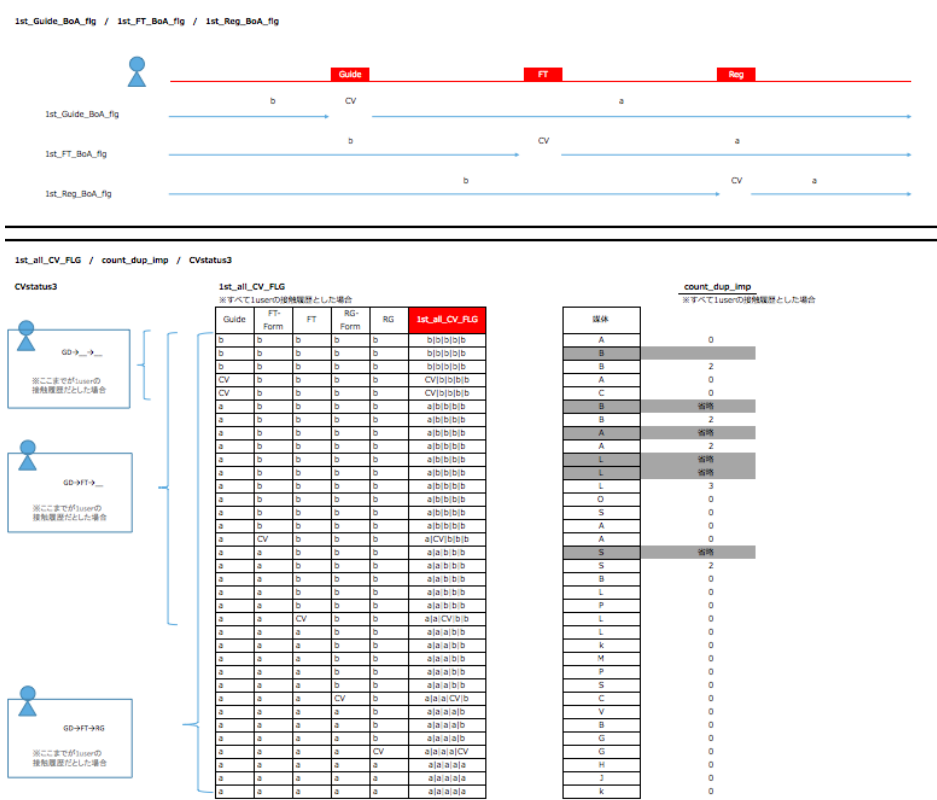 1st_Guide_BoA_flg / 1st_FT_BoA_flg / 1st_Reg_BoA_flg
Guide FT Reg
b CV a
1st_Guide_BoA_flg
b CV a
1st_FT_BoA_flg
b CV a
1st_Reg_BoA_flg
1st_all_CV_FLG / count_dup_imp / CVstatus3
CVstatus3
GD→__→__
※ここまでが1userの
接触履歴だとした場合
GD→FT→__
※ここまでが1userの
接触履歴だとした場合
GD→FT→RG
※ここまでが1userの
接触履歴だとした場合
1st_all_CV_FLG
※すべて1userの接触履歴とした場合
Guide FT-Form FT RG-Form RG 1st_all_CV_FLG
b b b b b b|b|b|b|b
b b b b b b|b|b|b|b
b b b b b b|b|b|b|b
CV b b b b CV|b|b|b|b
CV b b b b CV|b|b|b|b
a b b b b a|b|b|b|b
a b b b b a|b|b|b|b
a b b b b a|b|b|b|b
a b b b b a|b|b|b|b
a b b b b a|b|b|b|b
a b b b b a|b|b|b|b
a b b b b a|b|b|b|b
a b b b b a|b|b|b|b
a b b b b a|b|b|b|b
a b b b b a|b|b|b|b
a CV b b b a|CV|b|b|b
a a b b b a|a|b|b|b
a a b b b a|a|b|b|b
a a b b b a|a|b|b|b
a a b b b a|a|b|b|b
a a b b b a|a|b|b|b
a a CV b b a|a|CV|b|b
a a a b b a|a|a|b|b
a a a b b a|a|a|b|b
a a a b b a|a|a|b|b
a a a b b a|a|a|b|b
a a a b b a|a|a|b|b
a a a CV b a|a|a|CV|b
a a a a b a|a|a|a|b
a a a a b a|a|a|a|b
a a a a b a|a|a|a|b
a a a a CV a|a|a|a|CV
a a a a a a|a|a|a|a
a a a a a a|a|a|a|a
a a a a a a|a|a|a|a
count_dup_imp
※すべて1userの接触履歴とした場合
媒体
A 0
B
B 2
A 0
C 0
B 省略
B 2
A 省略
A 2
L 省略
L 省略
L 3
O 0
S 0
A 0
A 0
S 省略
S 2
B 0
L 0
P 0
L 0
L 0
k 0
M 0
P 0
S 0
C 0
V 0
B 0
G 0
G 0
H 0
J 0
k 0